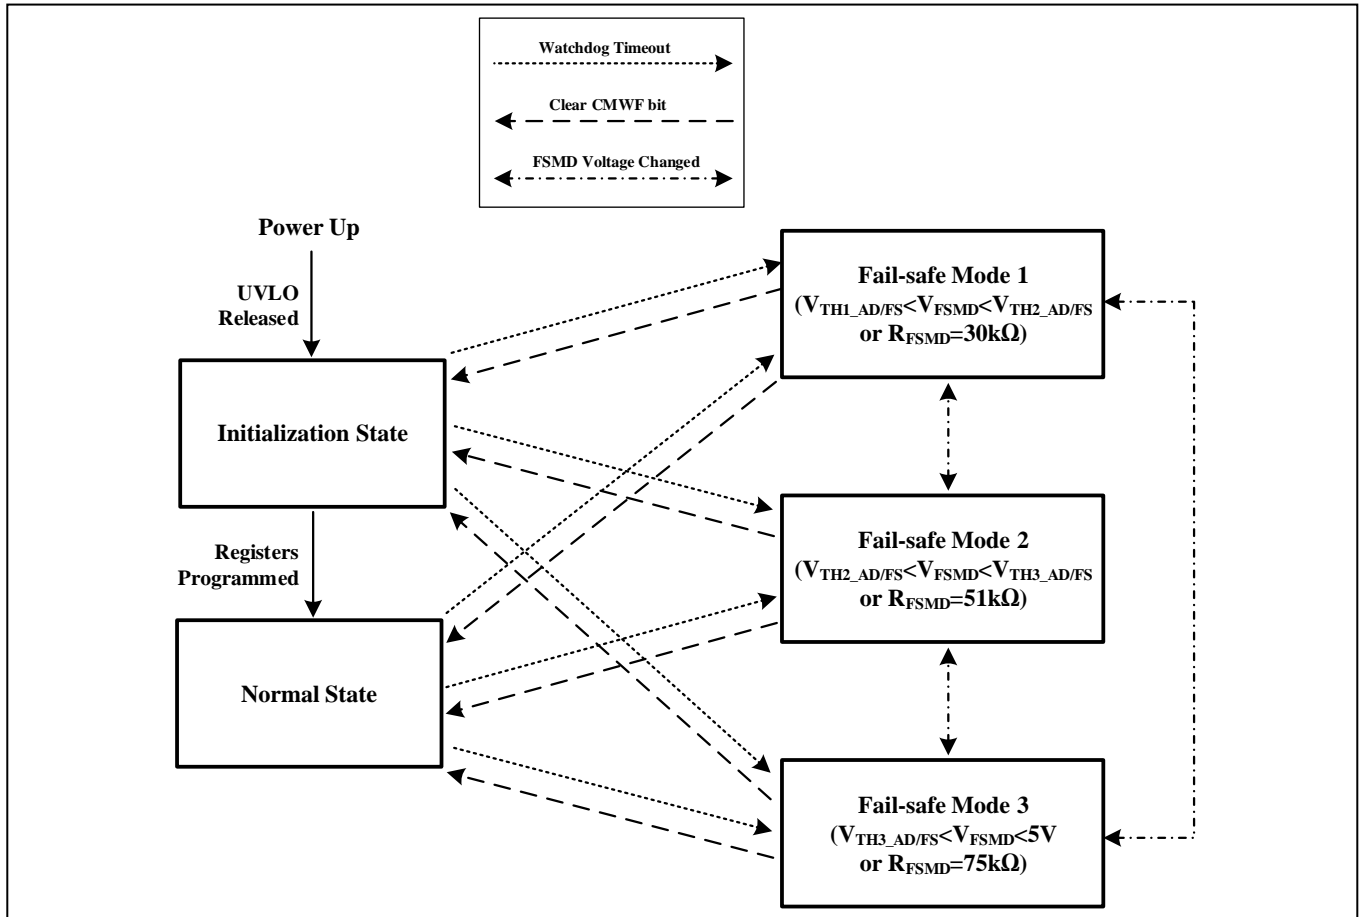 Watchdog Timeout
Clear CMWF bit
FSMD Voltage Changed
Power Up
UVLO
Released
Initialization State
Registers
Programmed
Normal State
Fail-safe Mode 1
(VTH1_AD/FS<VFSMD<VTH2_AD/FS
or RFSMD=30kΩ)
Fail-safe Mode 2
(VTH2_AD/FS<VFSMD<VTH3_AD/FS
or RFSMD=51kΩ)
Fail-safe Mode 3
(VTH3_AD/FS<VFSMD<5V
or RFSMD=75kΩ)